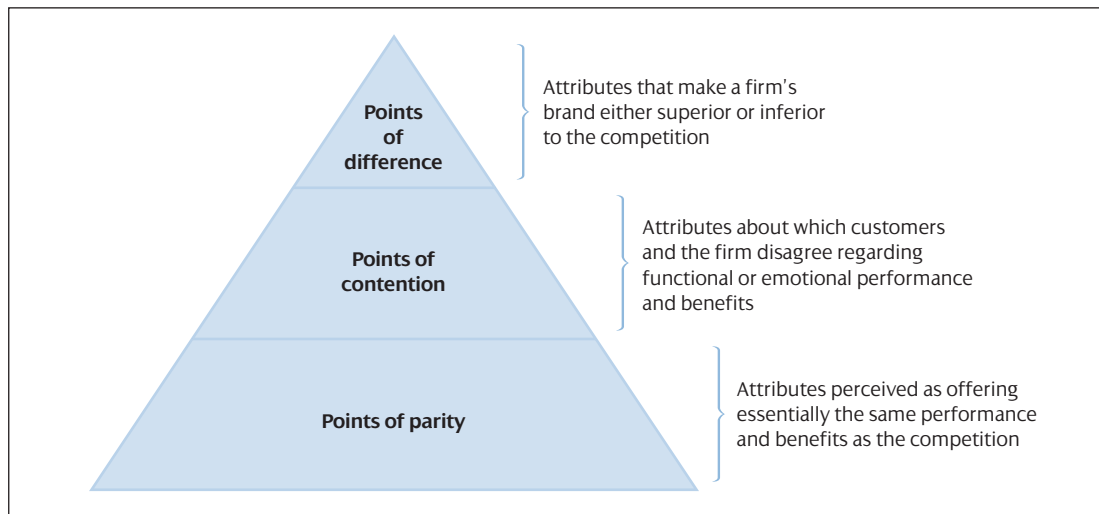 Points
of
difference
Attributes that make a firm’s
brand either superior or inferior
to the competition
Points of
contention
Attributes about which customers
and the firm disagree regarding
functional or emotional performance
and benefits
Points of parity
Attributes perceived as offering
essentially the same performance
and benefits as the competition